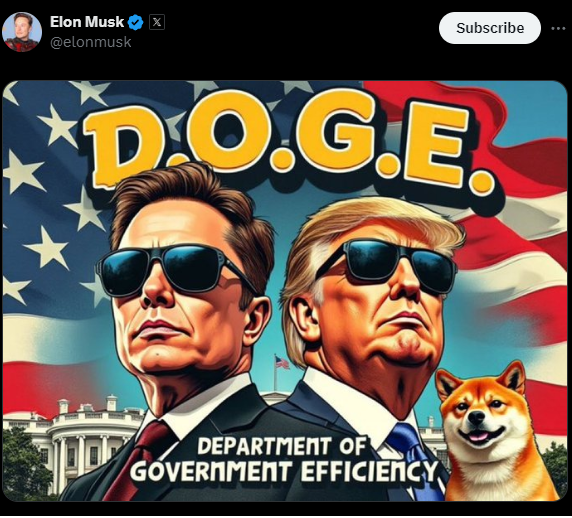 Elon Musk
@elonmusk
Subscribe
D.O.G.E.
DEPARTMENT OF
GOVERNMENT EFFICIENCY